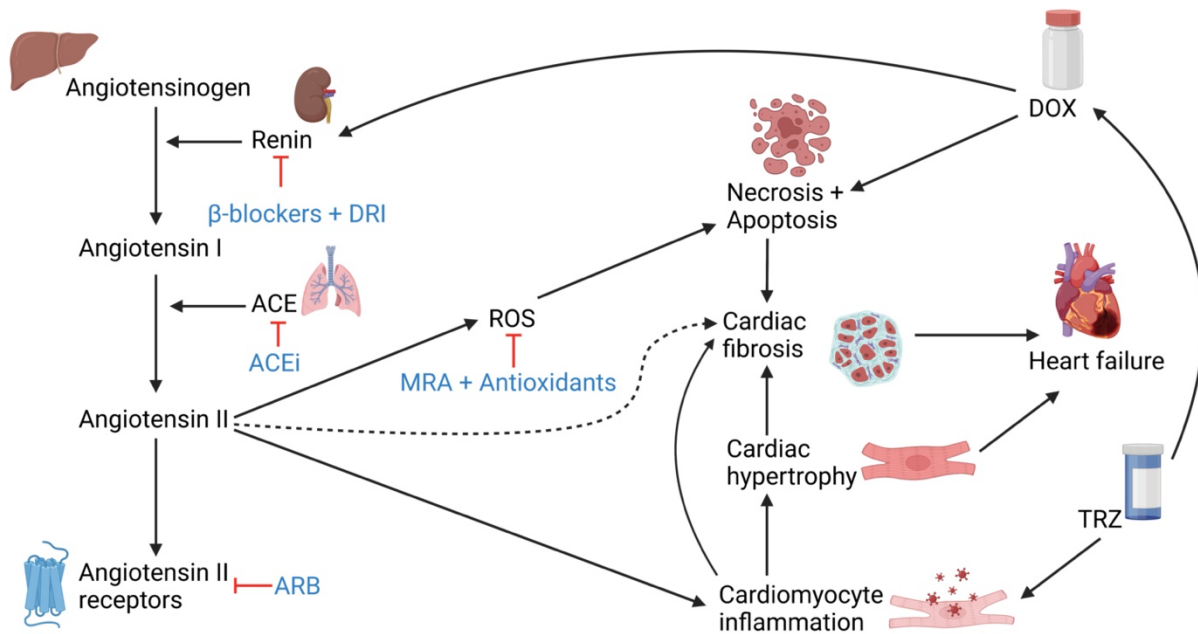 Angiotensinogen
Renin
β-blockers + DRI
Angiotensin I
ACE
ACEi
Angiotensin II
Angiotensin II
receptors
ARB
ROS
MRA + Antioxidants
DOX
Necrosis +
Apoptosis
Cardiac
fibrosis
Heart failure
Cardiac
hypertrophy
TRZ
Cardiomyocyte
inflammation